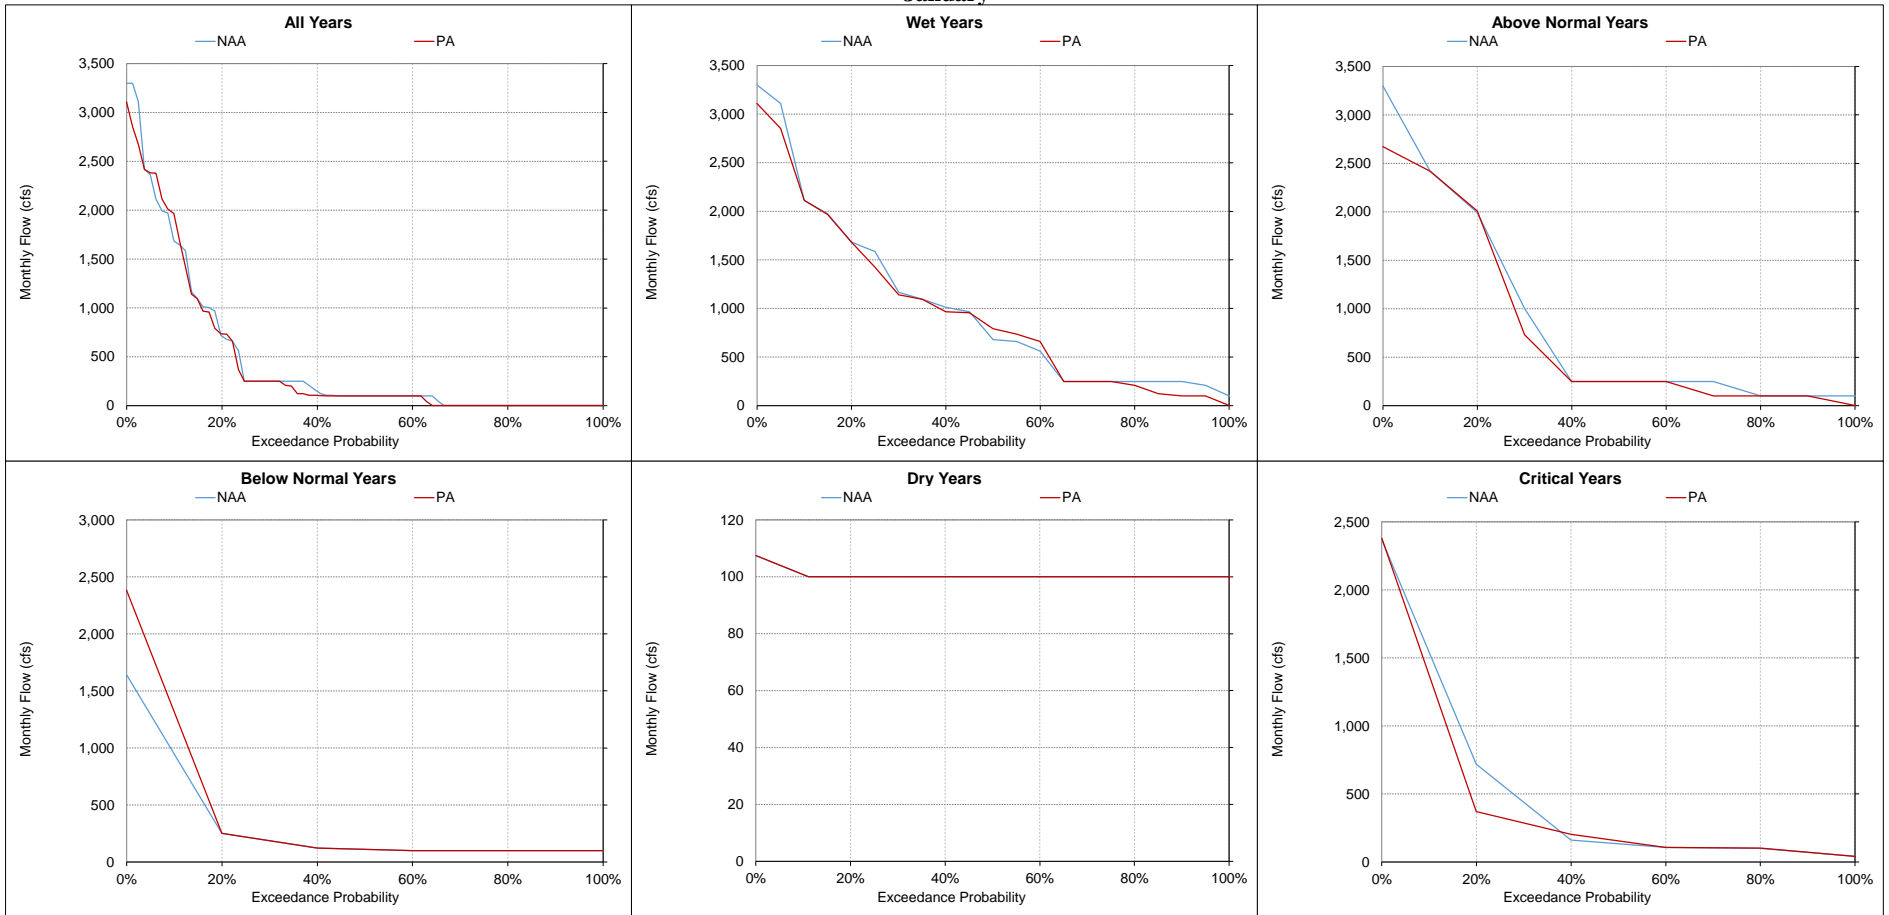 All Years
NAA PA
3,500
3,000
2,500
2,000
1,500
1,000
500
0
Monthly Flow (cfs)
0% 20% 40% 60% 80% 100%
Exceedance Probability
Wet Years
NAA PA
3,500
3,000
2,500
2,000
1,500
1,000
500
0
Monthly Flow (cfs)
0% 20% 40% 60% 80% 100%
Exceedance Probability
Above Normal Years
NAA PA
3,500
3,000
2,500
2,000
1,500
1,000
500
0
Monthly Flow (cfs)
0% 20% 40% 60% 80% 100%
Exceedance Probability
Below Normal Years
NAA PA
3,000
2,500
2,000
1,500
1,000
500
0
Monthly Flow (cfs)
0% 20% 40% 60% 80% 100%
Exceedance Probability
Dry Years
NAA PA
120
100
80
60
40
20
0
Monthly Flow (cfs)
0% 20% 40% 60% 80% 100%
Exceedance Probability
Critical Years
NAA PA
2,500
2,000
1,500
1,000
500
0
Monthly Flow (cfs)
0% 20% 40% 60% 80% 100%
Exceedance Probability